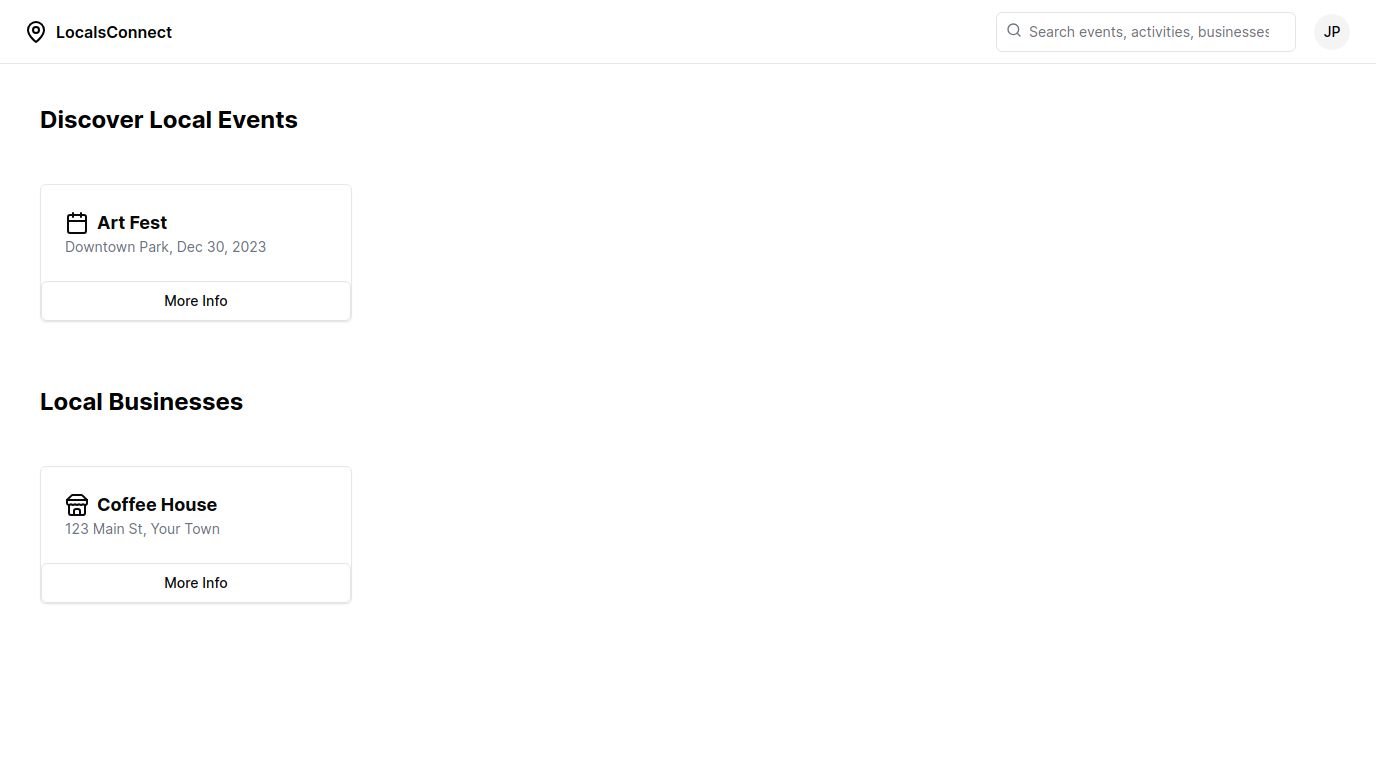 LocalsConnect
Search events, activities, businesses
JP
Discover Local Events
Art Fest
Downtown Park, Dec 30, 2023
More Info
Local Businesses
Coffee House
123 Main St, Your Town
More Info